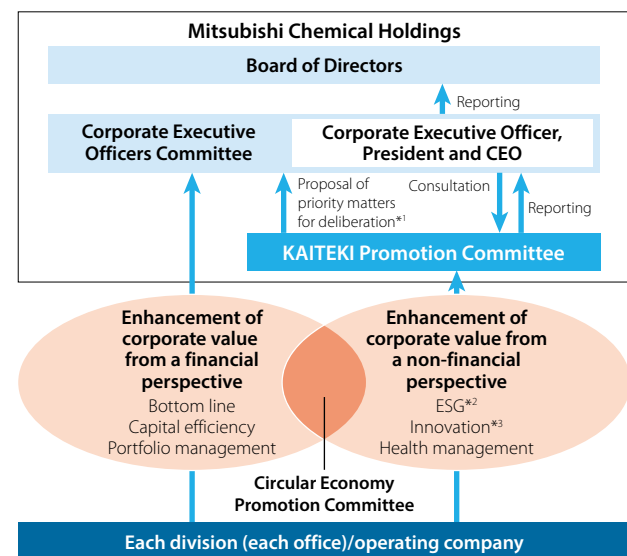 Mitsubishi Chemical Holdings
Board of Directors
Reporting
Corporate Executive
Officers Committee
Corporate Executive Officer,
President and CEO
Proposal of
priority matters
for deliberation*1
Consultation
Reporting
KAITEKI Promotion Committee
Enhancement of
corporate value
from a financial
perspective
Bottom line
Capital efficiency
Portfolio management
Enhancement of
corporate value from
a non-financial
perspective
ESG*2
Innovation*3
Health management
Circular Economy
Promotion Committee
Each division (each office)/operating company